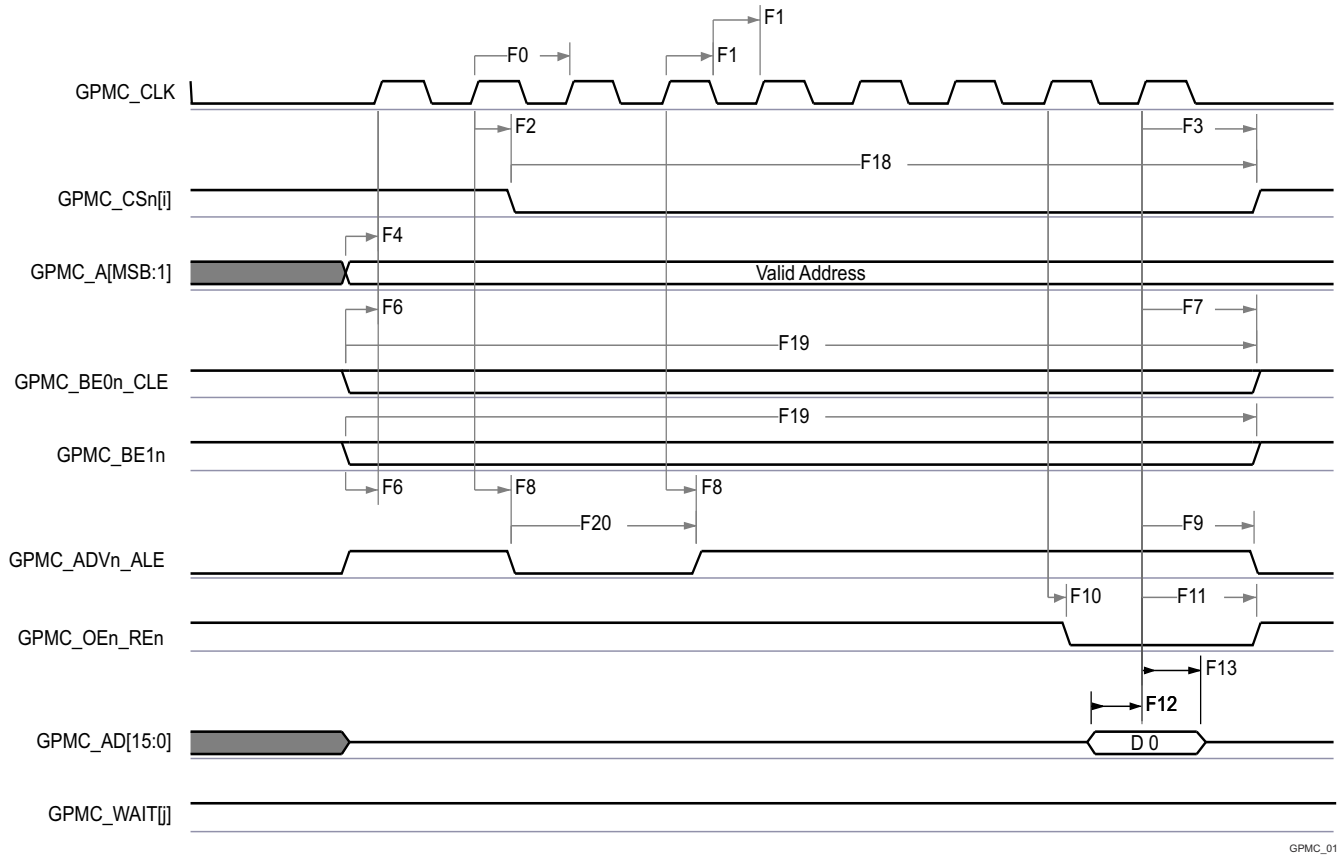 F1
F0
F1
GPMC_CLK
F2
F3
F18
GPMC_CSn[i]
F4
GPMC_A[MSB:1]
Valid Address
F6
F7
F19
GPMC_BE0n_CLE
F19
GPMC_BE1n
F6
F8
F8
F20
F9
GPMC_ADVn_ALE
F10
F11
GPMC_OEn_REn
F13
F12
GPMC_AD[15:0]
D 0
GPMC_WAIT[j]
GPMC_01